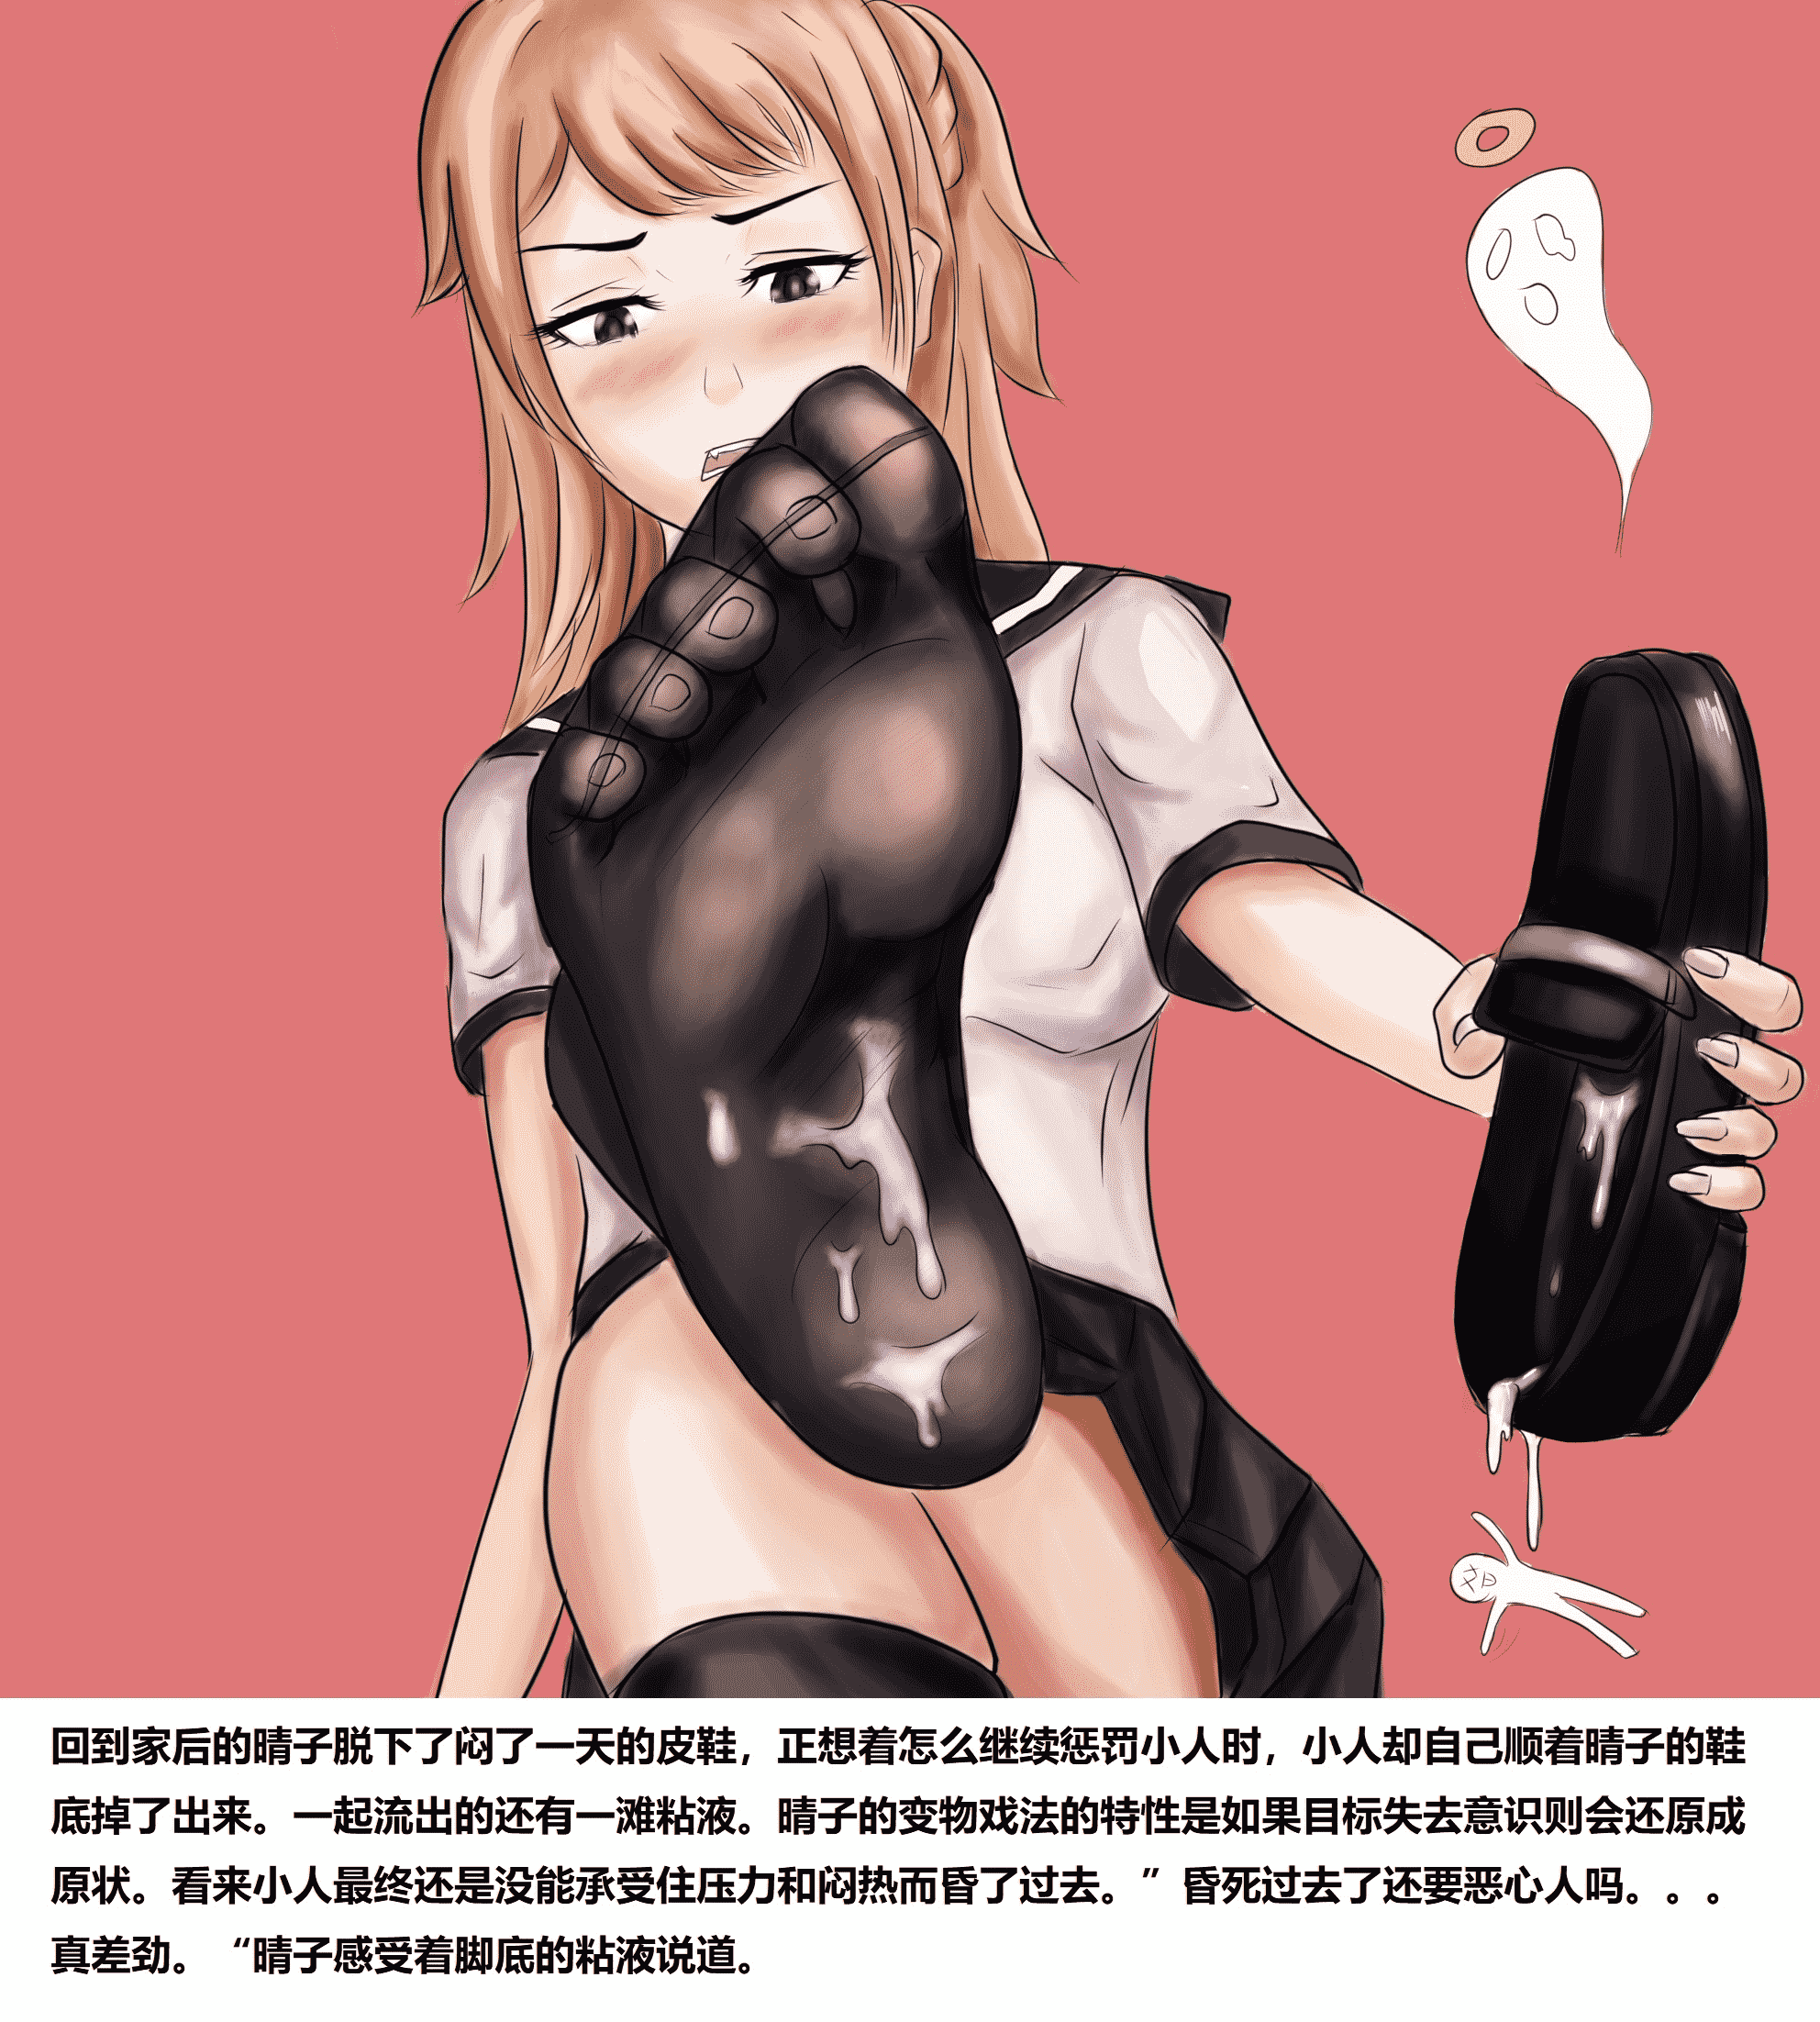 回到家后的晴子脱下了闷了一天的皮鞋，正想着怎么继续惩罚小人时，小人却自己顺着晴子的鞋
底掉了出来。一起流出的还有一滩粘液。晴子的变物戏法的特性是如果目标失去意识则会还原成
原状。看来小人最终还是没能承受住压力和闷热而昏了过去。”昏死过去了还要恶心人吗。。。
真差劲。“晴子感受着脚底的粘液说道。